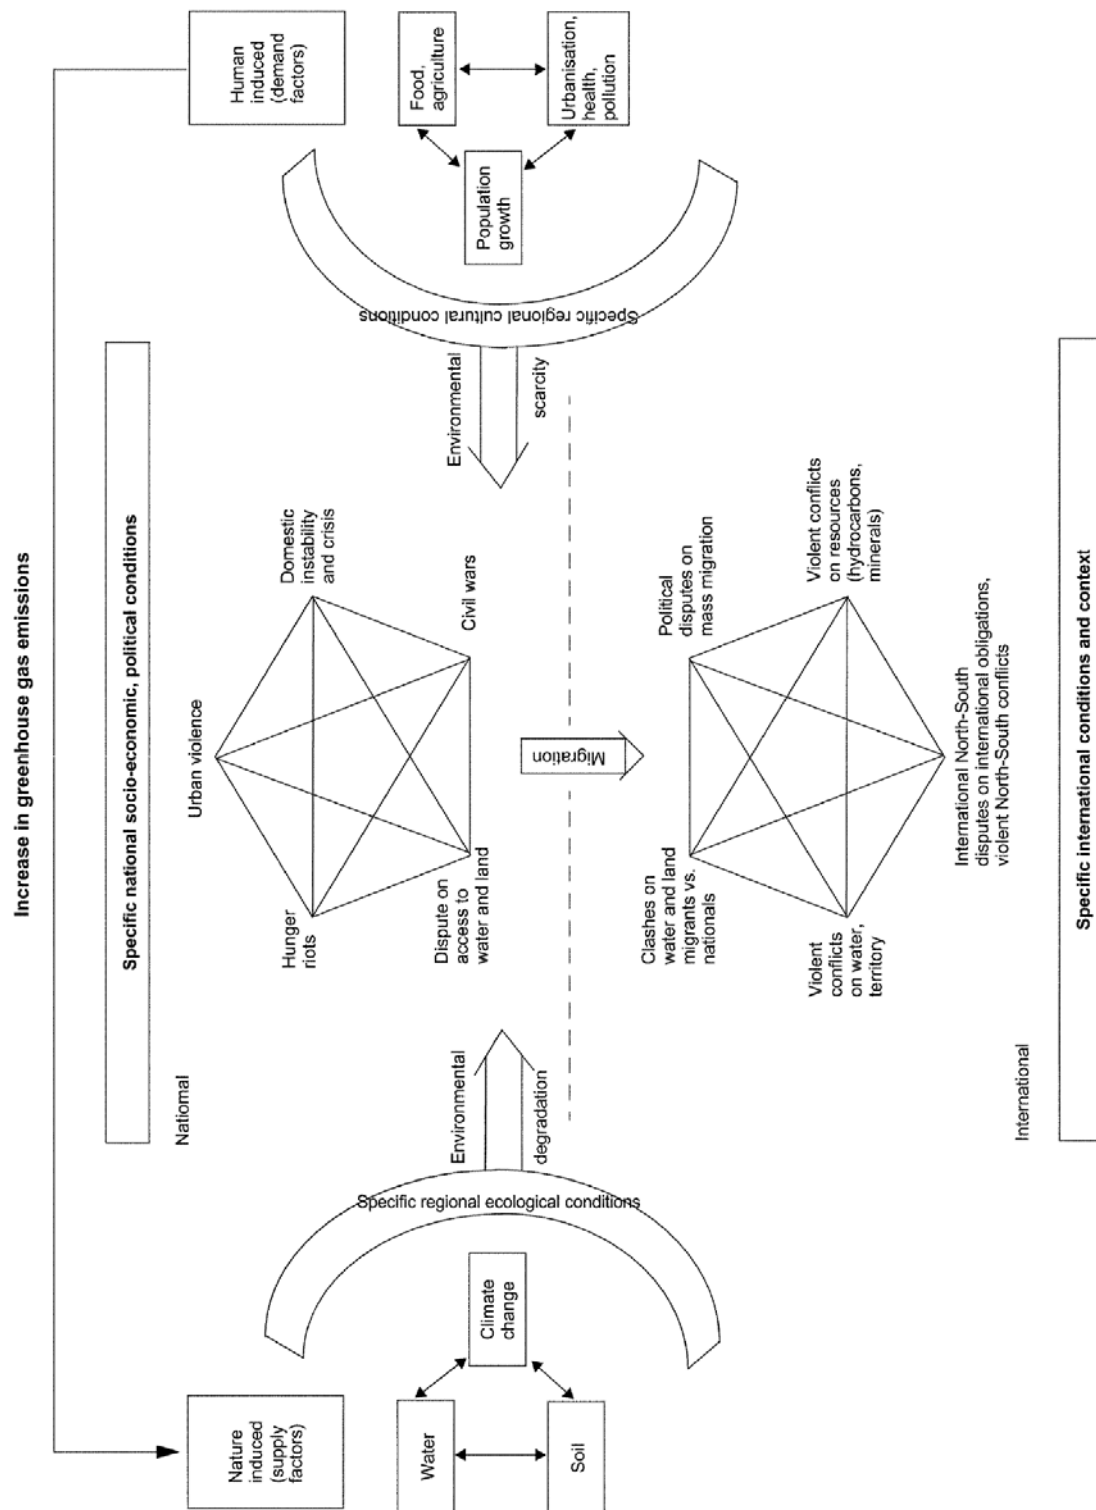 Increase in greenhouse gas emissions
Nature
induced
(supply
factors)
Specific national socio-economic, political conditions
Human
induced
(demand
factors)
Natiomal
Urban violence
Hunger
riots
Domestic
instability
and crisis
Dispute on
access to
water and land
Civil wars
Water
Soil
Climate
change
Specific regional ecological conditions
Environmental
degradation
Environmental
scarcity
Specific regional cultural conditions
Population
growth
Food,
agriculture
Urbanisation,
health,
pollution
Migration
Clashes on
water and land
migrants vs.
nationals
Political
disputes on
mass migration
Violent
conflicts
on water,
territory
Violent conflicts
on resources
(hydrocarbons,
minerals)
International North-South
disputes on international obligations,
violent North-South conflicts
International
Specific international conditions and context